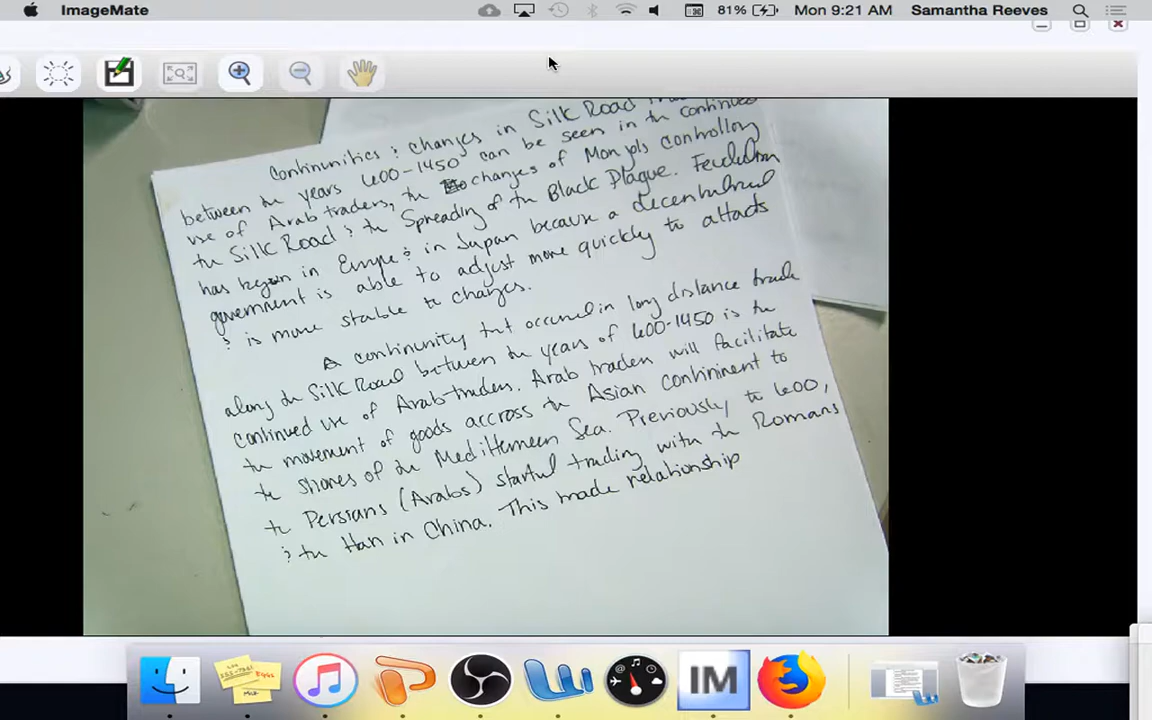 ImageMate
81%
Mon 9:21 AM
Samantha Reeves
Continuities & changes in Silk Road
between the years 600-1450 can be seen in the continued
use of Arab traders, the changes of Mongols controlling
the Silk Road & the Spreading of the Black Plague. Feudalism
has begun in Europe & in Japan because a decentralized
government is able to adjust more quickly to attacks
& is more stable to changes.
A continuity that occured in long distance trade
along the Silk Road between the years of 600-1450 is the
continued use of Arab-traders. Arab traders will facilitate
the movement of goods accross the Asian continent to
the shores of the Mediterrean Sea. Previously to 600,
the Persians (Arabs) started trading with the Romans
& the Han in China. This made relationship
IM